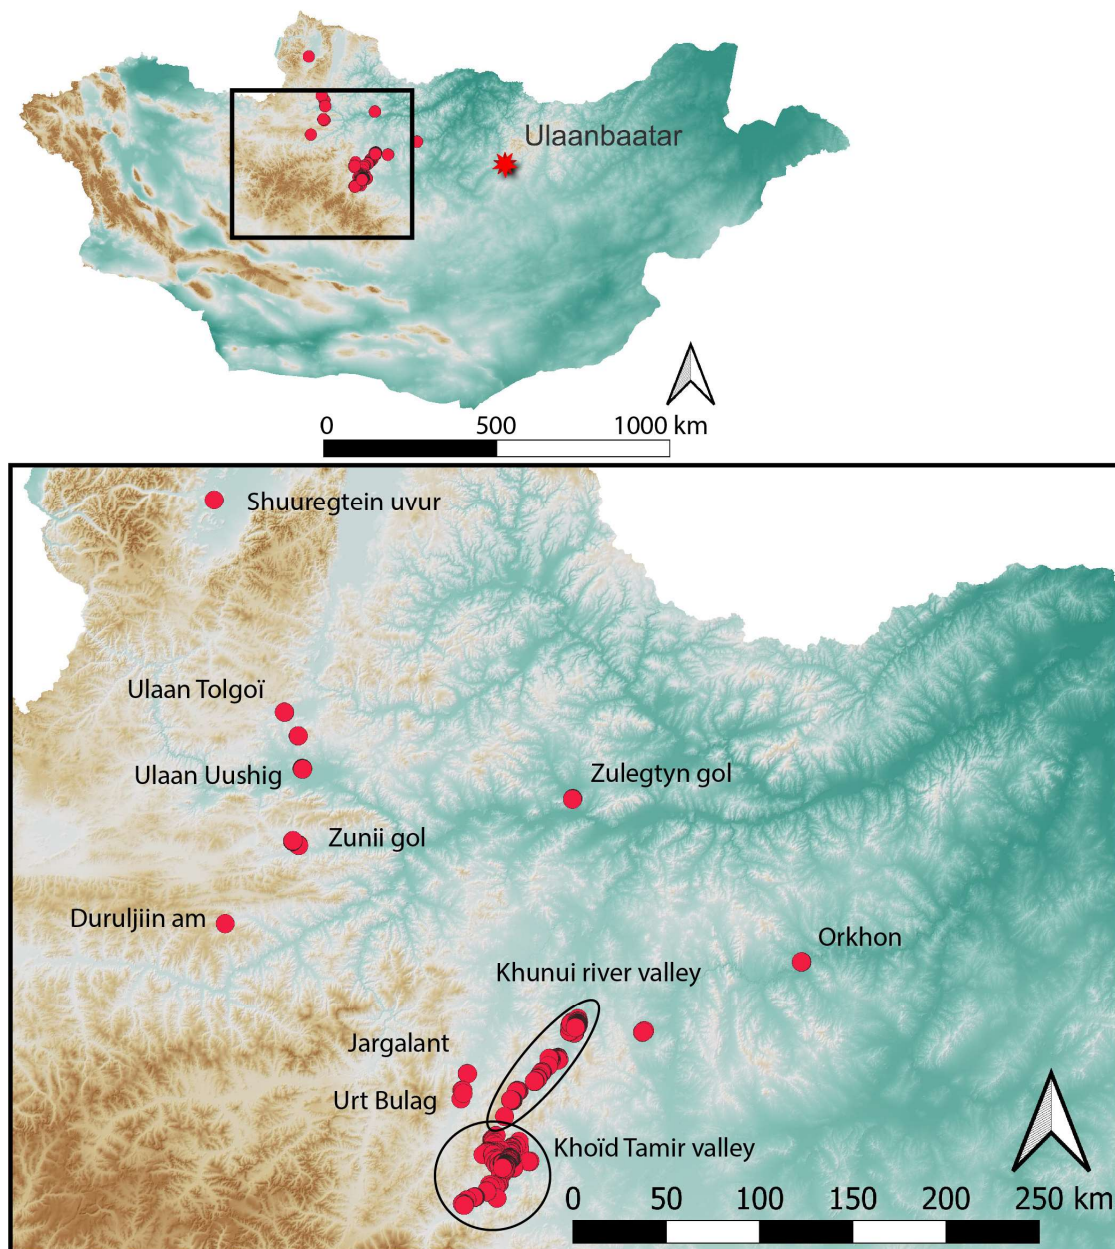 Ulaanbaatar
0 500 1000 km
Shuuregtein uvur
Ulaan Tolgoï
Ulaan Uushig
Zulegtyn gol
Zunii gol
Duruljiin am
Orkhon
Khunui river valley
Jargalant
Urt Bulag
Khoïd Tamir valley
0 50 100 150 200 250 km